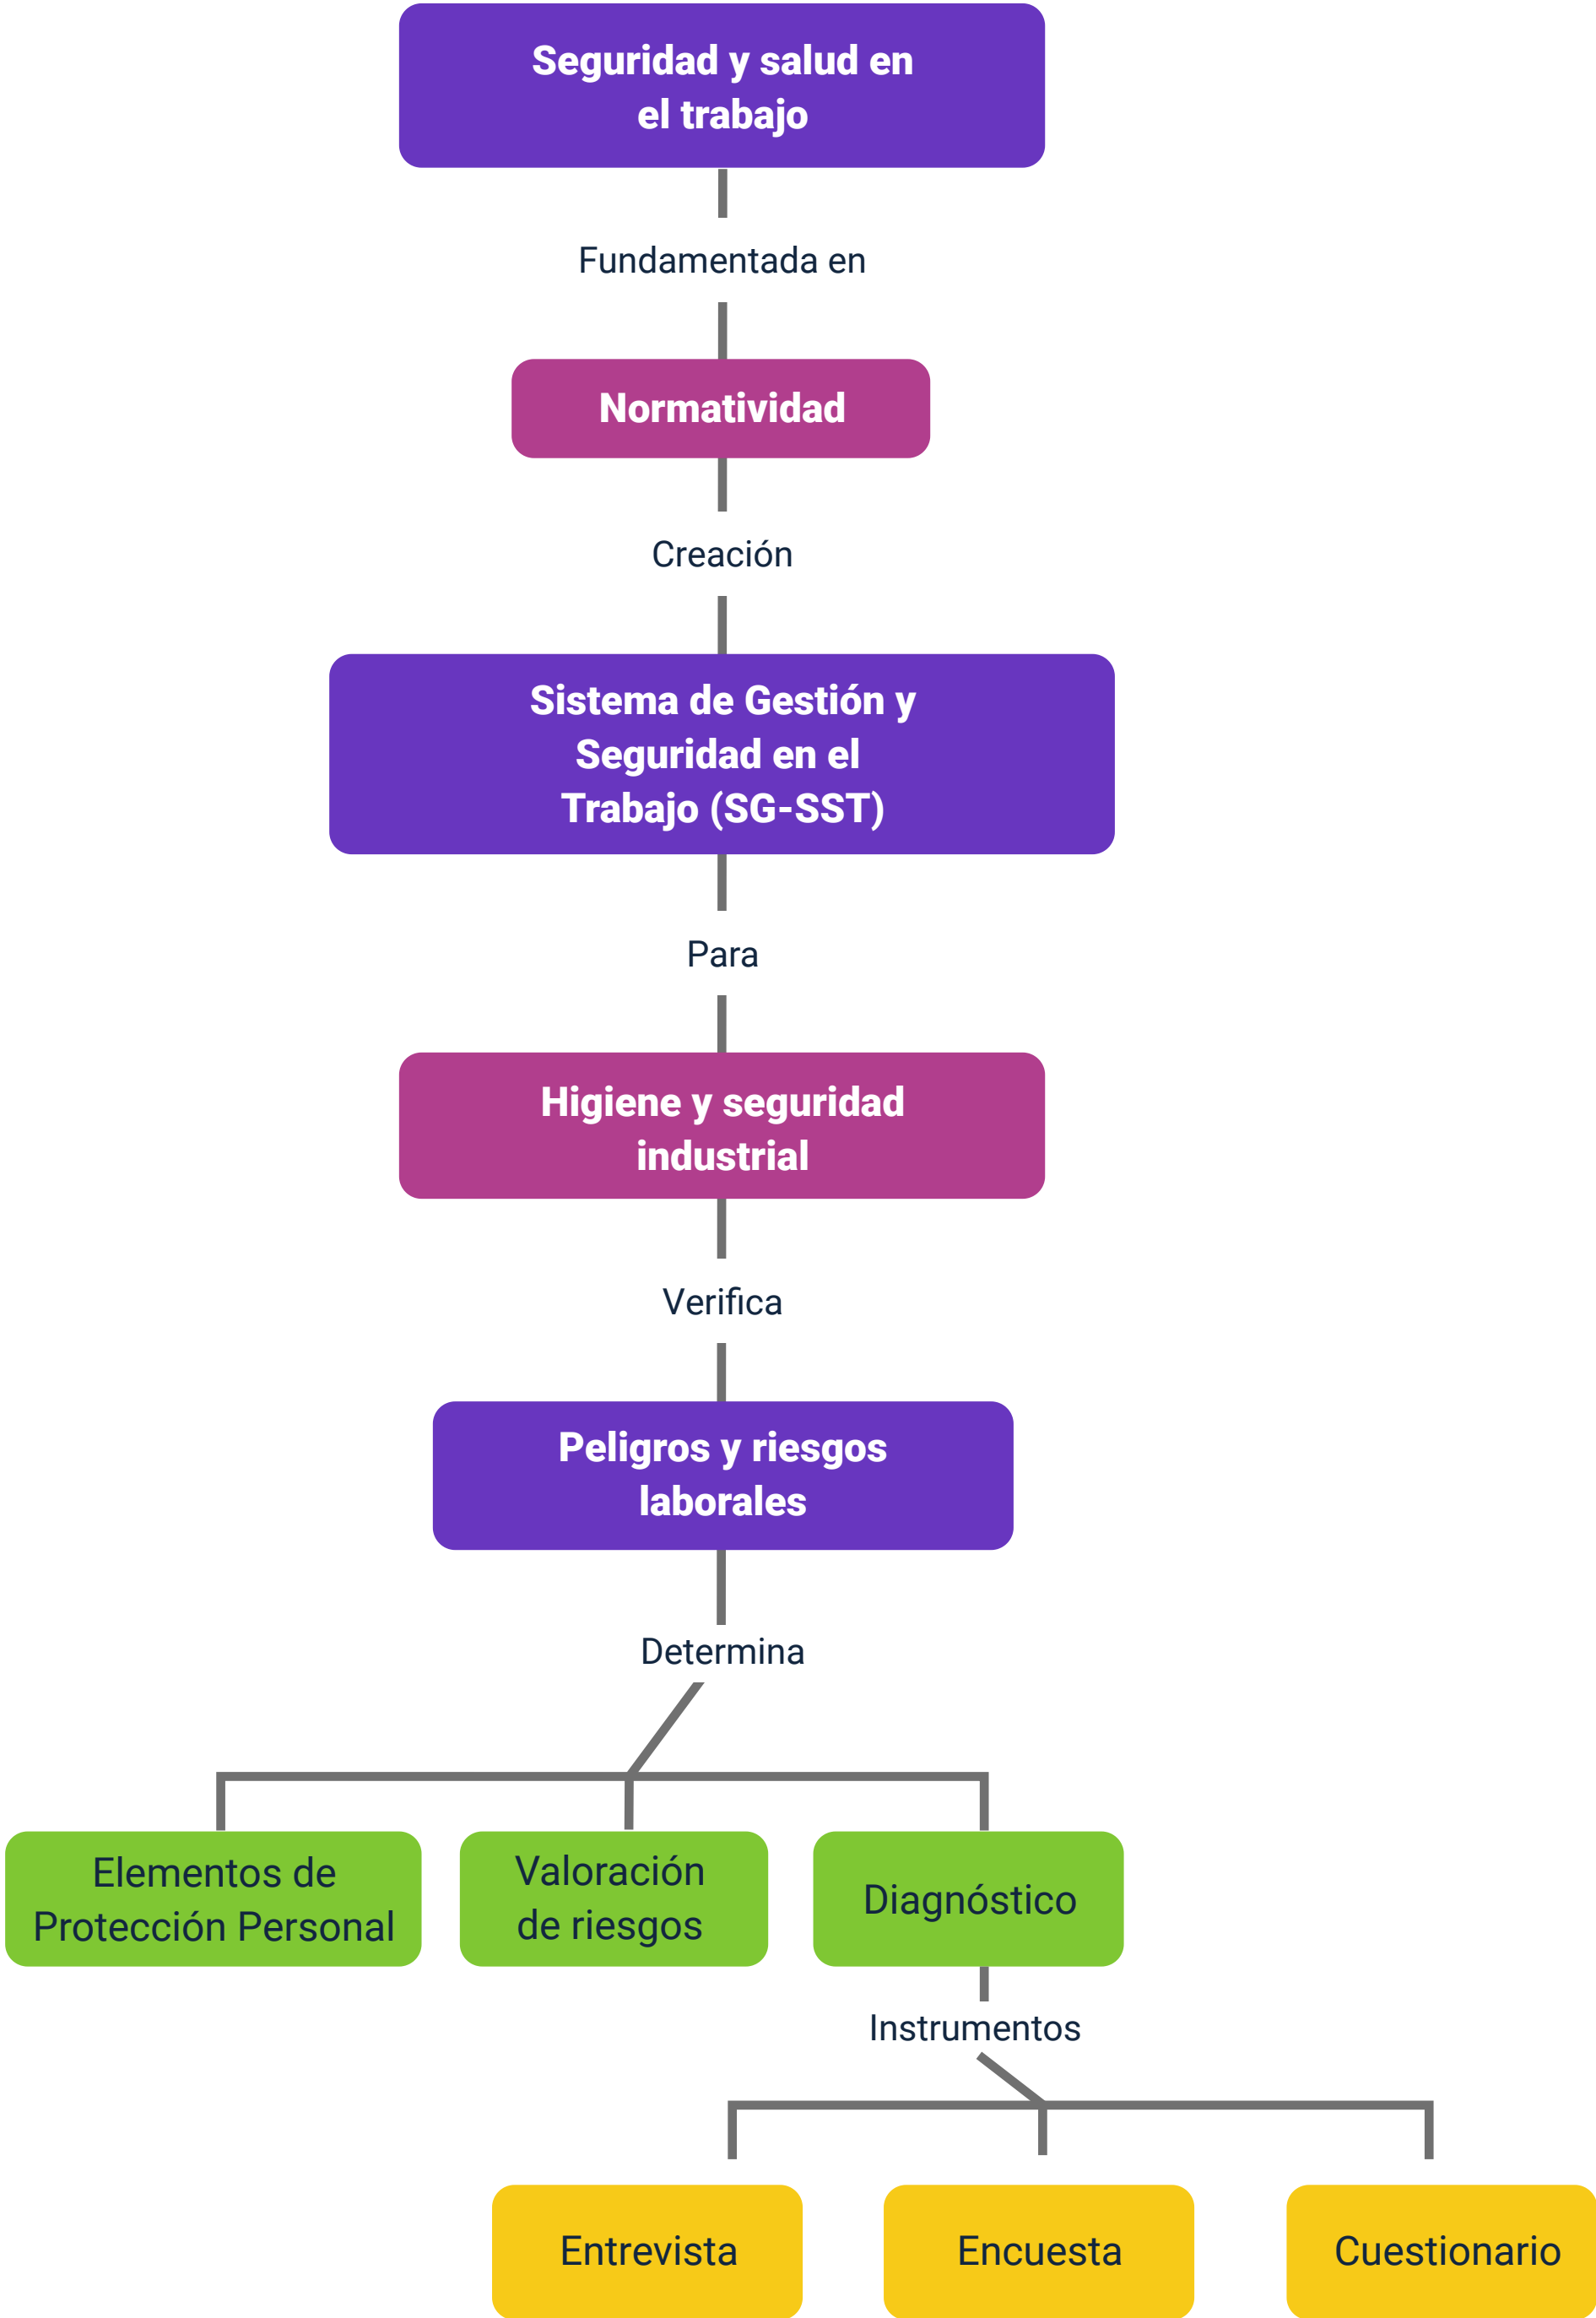 Seguridad y salud en
el trabajo
Fundamentada en
Normatividad
Creación
Sistema de Gestión y
Seguridad en el
Trabajo (SG-SST)
Para
Higiene y seguridad
industrial
Verifica
Peligros y riesgos
laborales
Determina
Elementos de
Protección Personal
Valoración
de riesgos
Diagnóstico
Instrumentos
Entrevista
Encuesta
Cuestionario